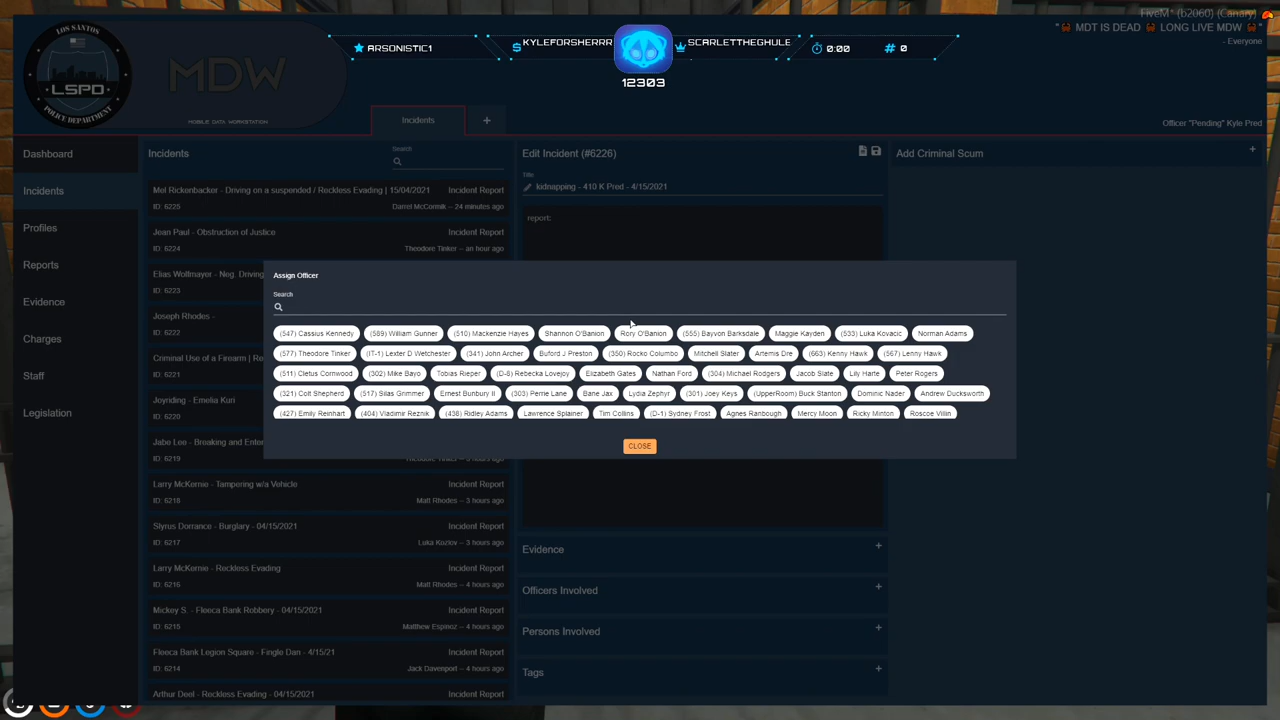 FiveM® (b2060) (Canary)
" MDT IS DEAD LONG LIVE MDW "
- Everyone
ARSONISTIC1
KYLEFORSHERRR
SCARLETTHEGHULE
0:00
# 0
12303
LOS SANTOS
LSPD
POLICE DEPARTMENT
MDW
MOBILE DATA WORKSTATION
Incidents
+
Officer "Pending" Kyle Pred
Dashboard
Incidents
Profiles
Reports
Evidence
Charges
Staff
Legislation
Incidents
Search
Mel Rickenbacker - Driving on a suspended / Reckless Evading | 15/04/2021 Incident Report
ID: 6225 Darrel McCormik - 24 minutes ago
Jean Paul - Obstruction of Justice Incident Report
ID: 6224 Theodore Tinker - an hour ago
Elias Wolfmayer - Neg. Driving
ID: 6223
Joseph Rhodes -
ID: 6222
Criminal Use of a Firearm | Re
ID: 6221
Joyriding - Emelia Kuri
ID: 6220
Jabe Lee - Breaking and Enter
ID: 6219
Larry McKernie - Tampering w/a Vehicle Incident Report
ID: 6218 Matt Rhodes -- 3 hours ago
Slyrus Dorrance - Burglary - 04/15/2021 Incident Report
ID: 6217 Luka Kozlov -- 3 hours ago
Larry McKernie - Reckless Evading Incident Report
ID: 6216 Matt Rhodes -- 4 hours ago
Mickey S. - Fleeca Bank Robbery - 04/15/2021 Incident Report
ID: 6215 Matthew Espinoz -- 4 hours ago
Fleeca Bank Legion Square - Fingle Dan - 4/15/21 Incident Report
ID: 6214 Jack Davenport -- 4 hours ago
Arthur Deel - Reckless Evading - 04/15/2021 Incident Report
Edit Incident (#6226)
Title
kidnapping - 410 K Pred - 4/15/2021
report:
Evidence +
Officers Involved +
Persons Involved +
Tags +
Add Criminal Scum +
Assign Officer
Search
(547) Cassius Kennedy (589) William Gunner (510) Mackenzie Hayes Shannon O'Banion Rory O'Banion (555) Bayvon Barksdale Maggie Kayden (533) Luka Kovacic Norman Adams
(577) Theodore Tinker (IT-1) Lexter D Wetchester (341) John Archer Buford J Preston (350) Rocko Columbo Mitchell Slater Artemis Dre (663) Kenny Hawk (567) Lenny Hawk
(511) Cletus Cornwood (302) Mike Bayo Tobias Rieper (D-8) Rebecka Lovejoy Elizabeth Gates Nathan Ford (304) Michael Rodgers Jacob Slate Lily Harte Peter Rogers
(321) Colt Shepherd (517) Silas Grimmer Ernest Bunbury II (303) Perrie Lane Bane Jax Lydia Zephyr (301) Joey Keys (UpperRoom) Buck Stanton Dominic Nader Andrew Ducksworth
(427) Emily Reinhart (404) Vladimir Reznik (438) Ridley Adams Lawrence Splainer Tim Collins (D-1) Sydney Frost Agnes Ranbough Mercy Moon Ricky Minton Roscoe Villin
CLOSE